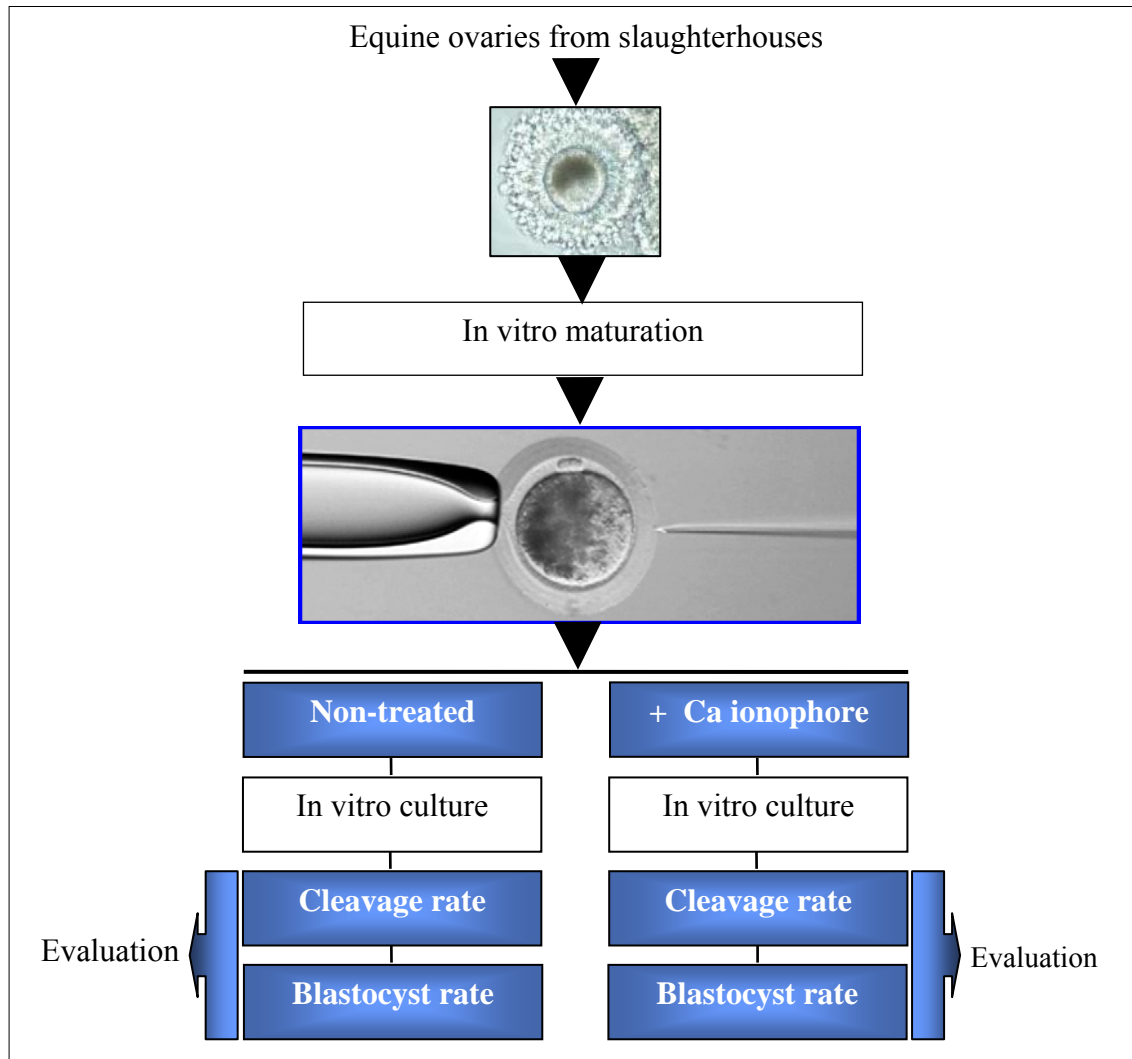 Equine ovaries from slaughterhouses
In vitro maturation
Non-treated
+ Ca ionophore
In vitro culture
In vitro culture
Cleavage rate
Cleavage rate
Evaluation
Evaluation
Blastocyst rate
Blastocyst rate